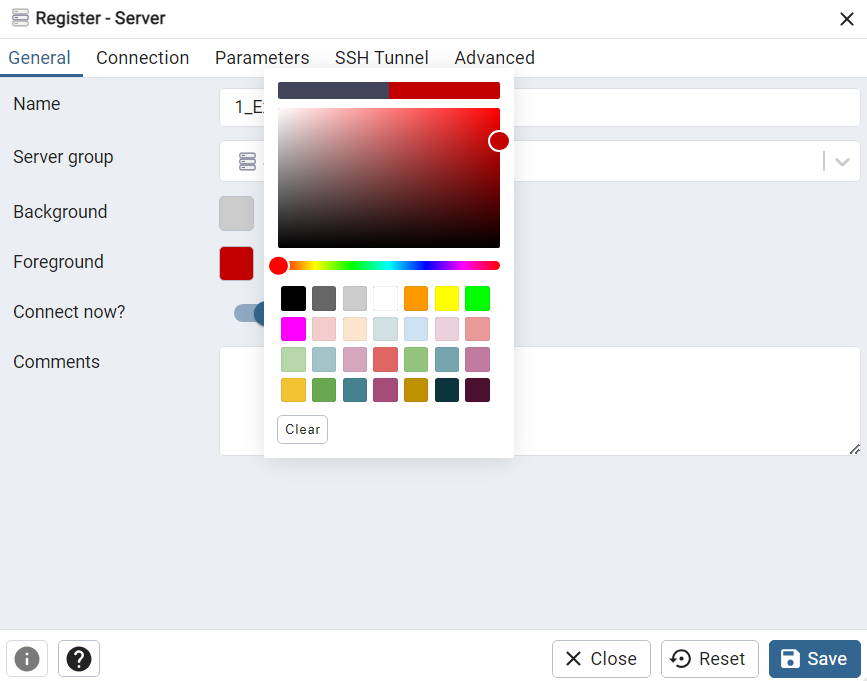 Register - Server
General Connection Parameters SSH Tunnel Advanced
Name
Server group
Background
Foreground
Connect now?
Comments
Clear
Close Reset Save